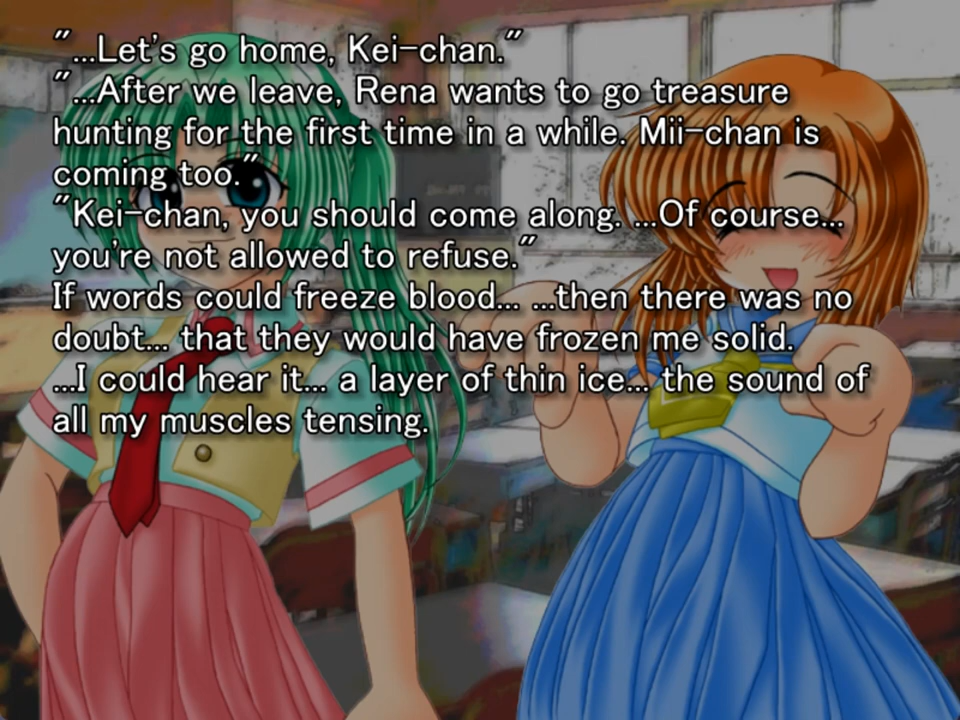 "...Let's go home, Kei-chan."
"...After we leave, Rena wants to go treasure
hunting for the first time in a while. Mii-chan is
coming too."
"Kei-chan, you should come along. ...Of course...
you're not allowed to refuse."
If words could freeze blood... ...then there was no
doubt... that they would have frozen me solid.
...I could hear it... a layer of thin ice... the sound of
all my muscles tensing.